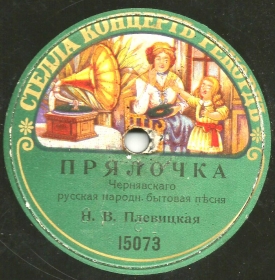 СТЕЛЛА КОНЦЕРТЪ РЕКОРДЪ
ПРЯЛОЧКА
Чернявскаго
русская народн. бытовая пѣсня
Н. В. Плевицкая
15073